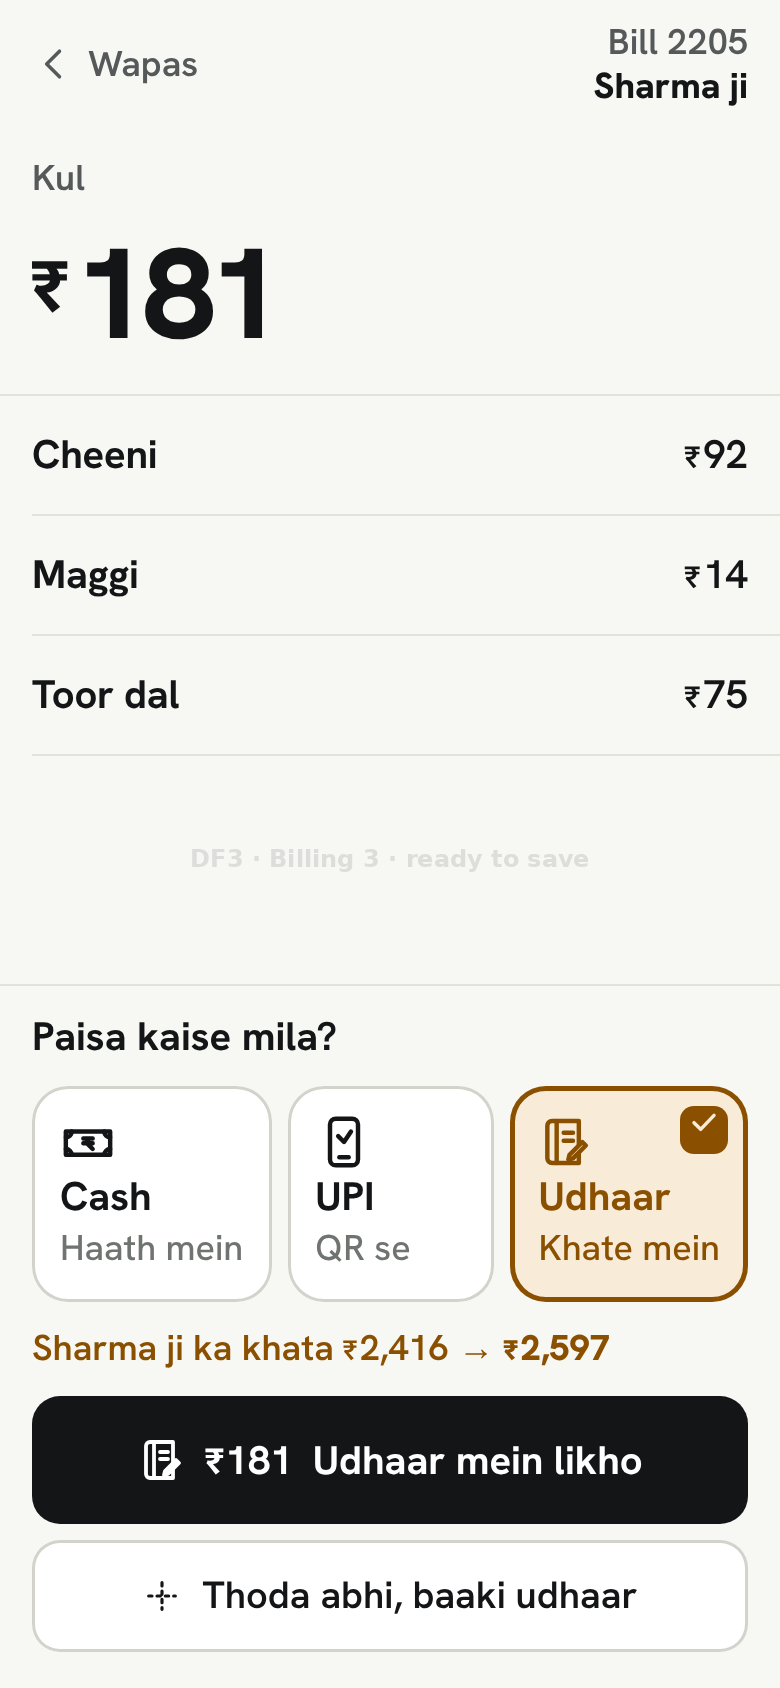 Wapas
Bill 2205
Sharma ji
Kul
₹181
Cheeni ₹92
Maggi ₹14
Toor dal ₹75
DF3 · Billing 3 · ready to save
Paisa kaise mila?
Cash
Haath mein
UPI
QR se
Udhaar
Khate mein
Sharma ji ka khata ₹2,416 → ₹2,597
₹181 Udhaar mein likho
Thoda abhi, baaki udhaar